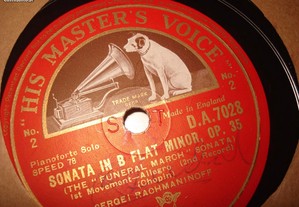 "HIS MASTER'S VOICE"
TRADE MARK
No. 2
No. 2
Made in England
Pianoforte Solo
SPEED 78
D.A.7028
SONATA IN B FLAT MINOR, OP. 35
(THE "FUNERAL MARCH" SONATA)
1st Movement—Allegro (2nd Record)
(Chopin)
SERGEI RACHMANINOFF